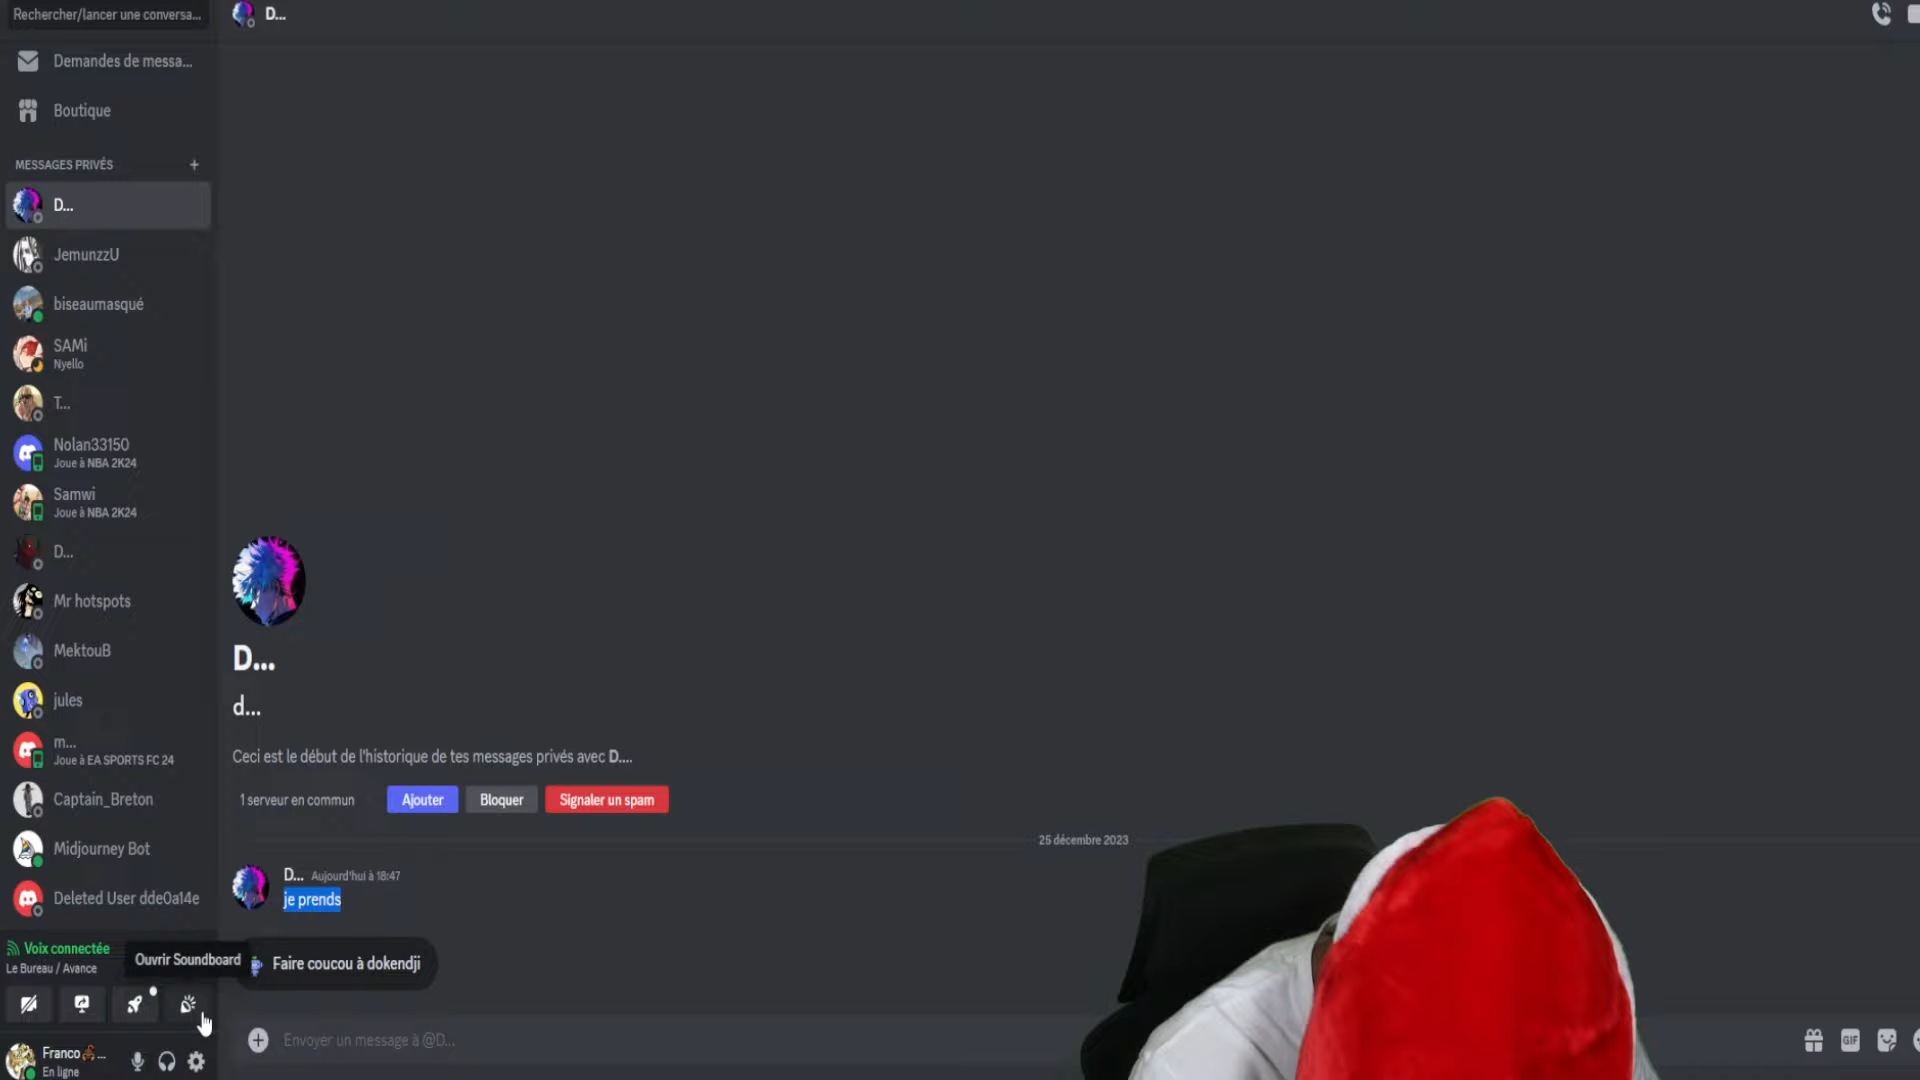 Rechercher/lancer une conversa...
Demandes de messa...
Boutique
MESSAGES PRIVÉS +
D...
JemunzzU
biseaumasqué
SAMi
Nyello
T...
Nolan33150
Joue à NBA 2K24
Samwi
Joue à NBA 2K24
D...
Mr hotspots
MektouB
jules
m...
Joue à EA SPORTS FC 24
Captain_Breton
Midjourney Bot
Deleted User dde0a14e
Voix connectée
Le Bureau / Avance
Ouvrir Soundboard
Franco...
En ligne
D...
D...
d...
Ceci est le début de l'historique de tes messages privés avec D....
1 serveur en commun
Ajouter
Bloquer
Signaler un spam
25 décembre 2023
D... Aujourd'hui à 18:47
je prends
Faire coucou à dokendji
Envoyer un message à @D...
GIF